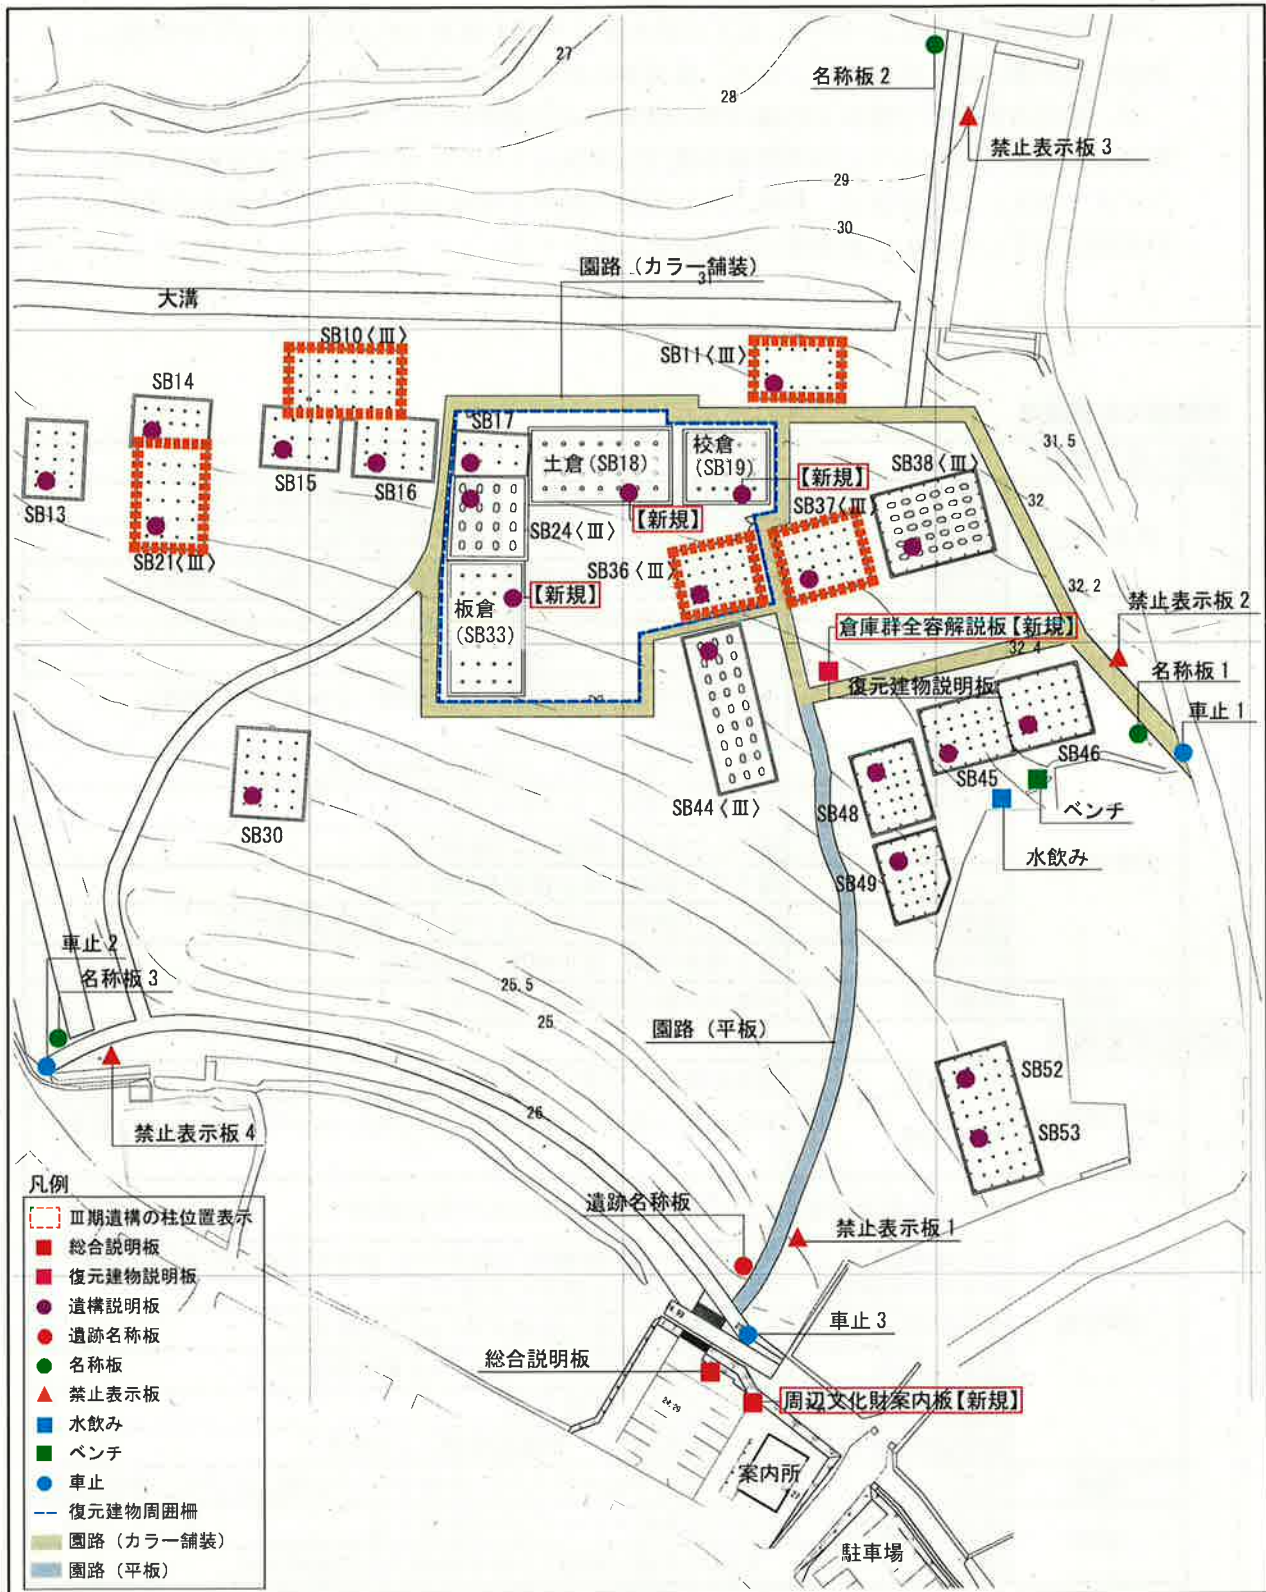 27
名称板 2
28
禁止表示板 3
29
30
園路（カラー舗装）
31
大溝
SB10〈Ⅲ〉
SB11〈Ⅲ〉
SB14
SB17
校倉
(SB19)
土倉(SB18)
31.5
SB38〈Ⅲ〉
【新規】
SB15
SB16
32
SB13
【新規】
SB37〈Ⅲ〉
SB24〈Ⅲ〉
SB21〈Ⅲ〉
SB36〈Ⅲ〉
【新規】
板倉
(SB33)
32.2
禁止表示板 2
倉庫群全容解説板【新規】
32.4
名称板 1
復元建物説明板
車止 1
SB46
SB45
SB44〈Ⅲ〉
SB48
ベンチ
SB30
水飲み
SB49
車止 2
名称板 3
25.5
25
園路（平板）
SB52
26
SB53
禁止表示板 4
遺跡名称板
禁止表示板 1
車止 3
総合説明板
周辺文化財案内板【新規】
24.29
案内所
駐車場
凡例
Ⅲ期遺構の柱位置表示
総合説明板
復元建物説明板
遺構説明板
遺跡名称板
名称板
禁止表示板
水飲み
ベンチ
車止
復元建物周囲柵
園路（カラー舗装）
園路（平板）